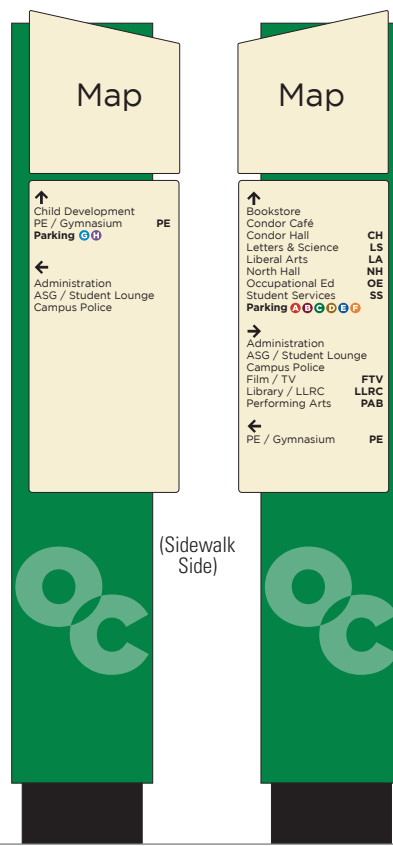 Map
↑
Child Development
PE / Gymnasium PE
Parking G H
←
Administration
ASG / Student Lounge
Campus Police
OC
(Sidewalk
Side)
Map
↑
Bookstore
Condor Café
Condor Hall CH
Letters & Science LS
Liberal Arts LA
North Hall NH
Occupational Ed OE
Student Services SS
Parking A B C D E F
→
Administration
ASG / Student Lounge
Campus Police
Film / TV FTV
Library / LLRC LLRC
Performing Arts PAB
←
PE / Gymnasium PE
OC